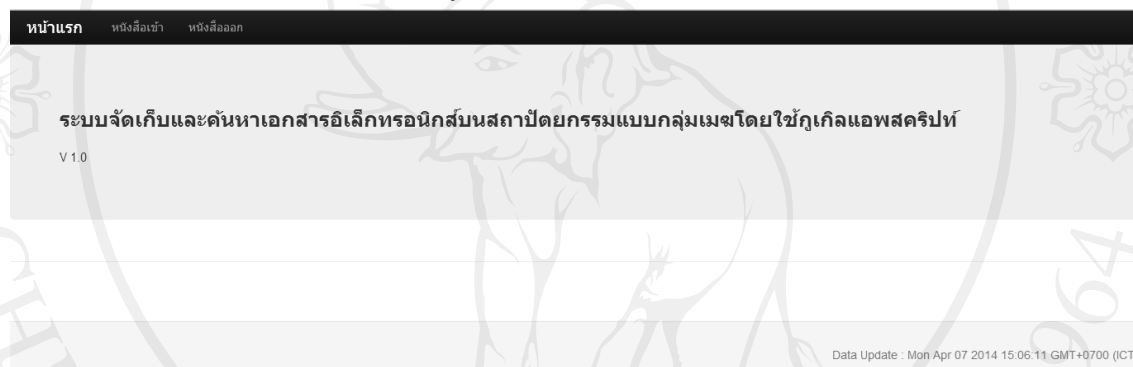 หน้าแรก หนังสือเข้า หนังสือออก
ระบบจัดเก็บและค้นหาเอกสารอิเล็กทรอนิกส์บนสถาปัตยกรรมแบบกลุ่มเมฆโดยใช้กูเกิลแอพสคริปท์
V 1.0
964
Data Update : Mon Apr 07 2014 15:06:11 GMT+0700 (ICT